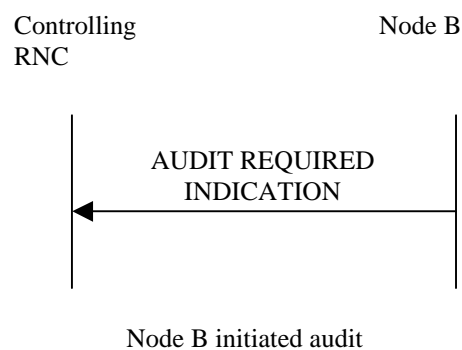 Controlling
RNC
Node B
AUDIT REQUIRED
INDICATION
Node B initiated audit